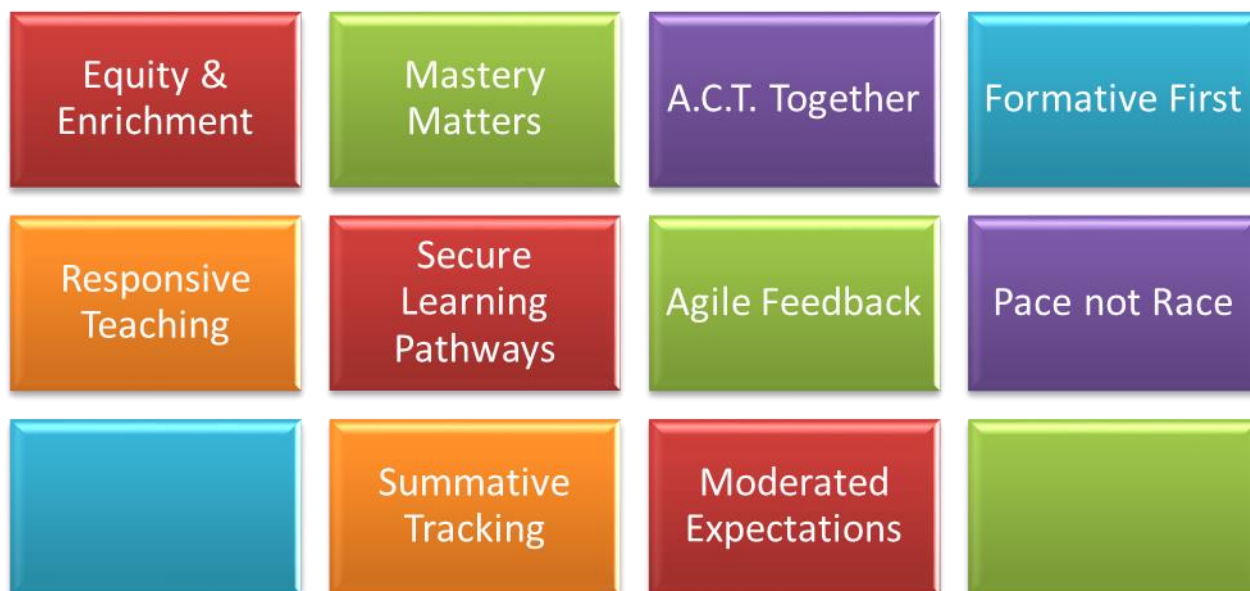 Equity &
Enrichment
Mastery
Matters
A.C.T. Together
Formative First
Responsive
Teaching
Secure
Learning
Pathways
Agile Feedback
Pace not Race
Summative
Tracking
Moderated
Expectations